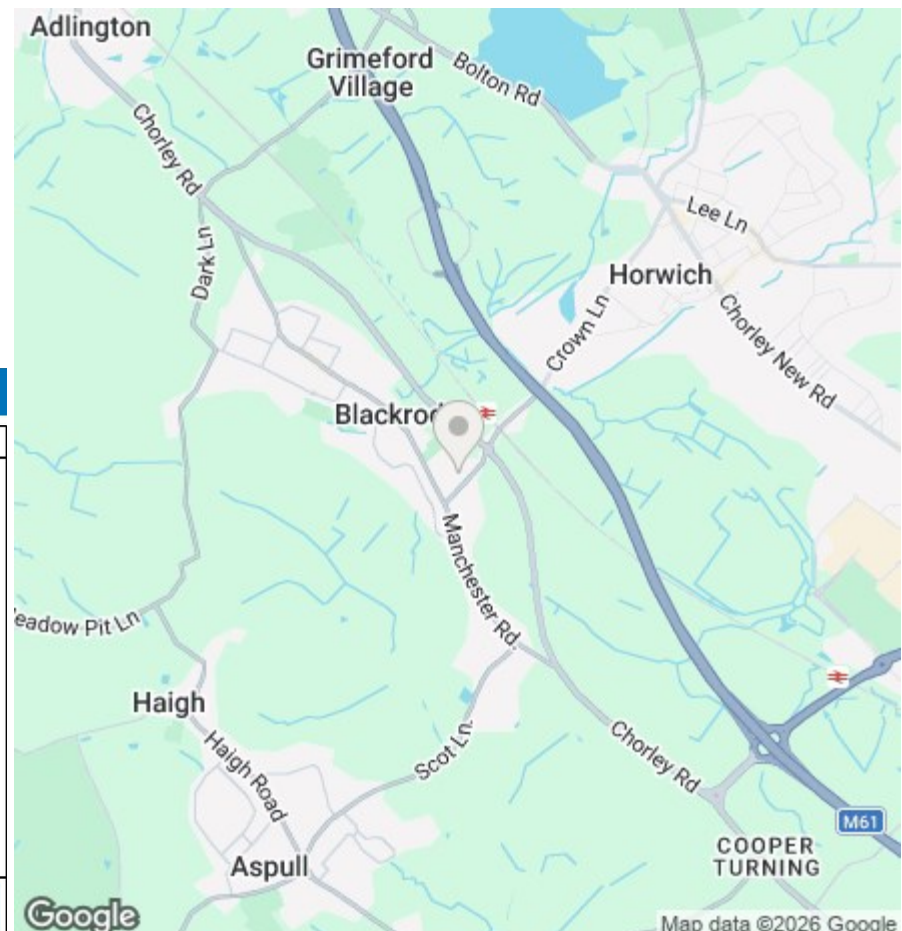 Adlington
Grimeford
Village
Bolton Rd
Chorley Rd
Lee Ln
Dark Ln
Horwich
Crown Ln
Chorley New Rd
Blackrod
Manchester Rd
Meadow Pit Ln
Haigh
Haigh Road
Scot Ln
Chorley Rd
M61
COOPER
TURNING
Aspull
Google
Map data ©2026 Google